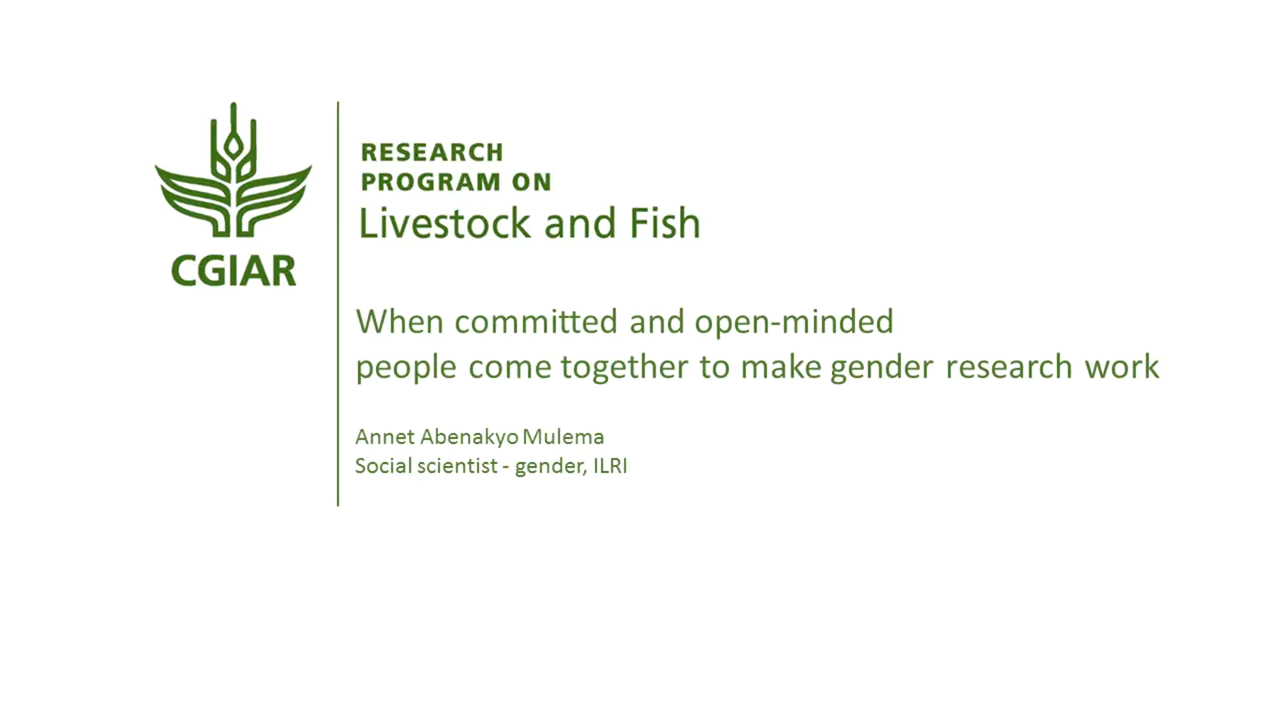 RESEARCH
PROGRAM ON
Livestock and Fish
CGIAR
When committed and open-minded
people come together to make gender research work
Annet Abenakyo Mulema
Social scientist - gender, ILRI